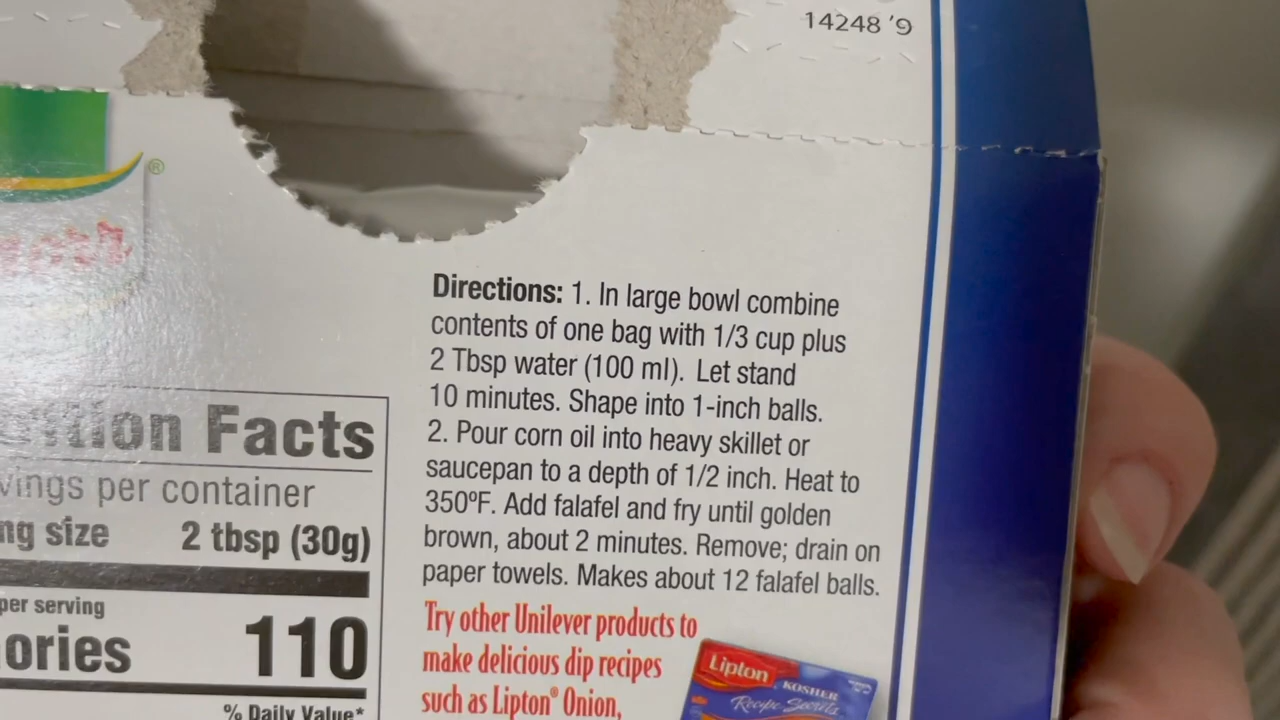 14248 '9
®
Directions: 1. In large bowl combine
contents of one bag with 1/3 cup plus
2 Tbsp water (100 ml). Let stand
10 minutes. Shape into 1-inch balls.
2. Pour corn oil into heavy skillet or
saucepan to a depth of 1/2 inch. Heat to
350ºF. Add falafel and fry until golden
brown, about 2 minutes. Remove; drain on
paper towels. Makes about 12 falafel balls.
Try other Unilever products to
make delicious dip recipes
such as Lipton® Onion,
Lipton
KOSHER
Recipe Secrets
Facts
per container
size 2 tbsp (30g)
per serving
110
% Daily Value*